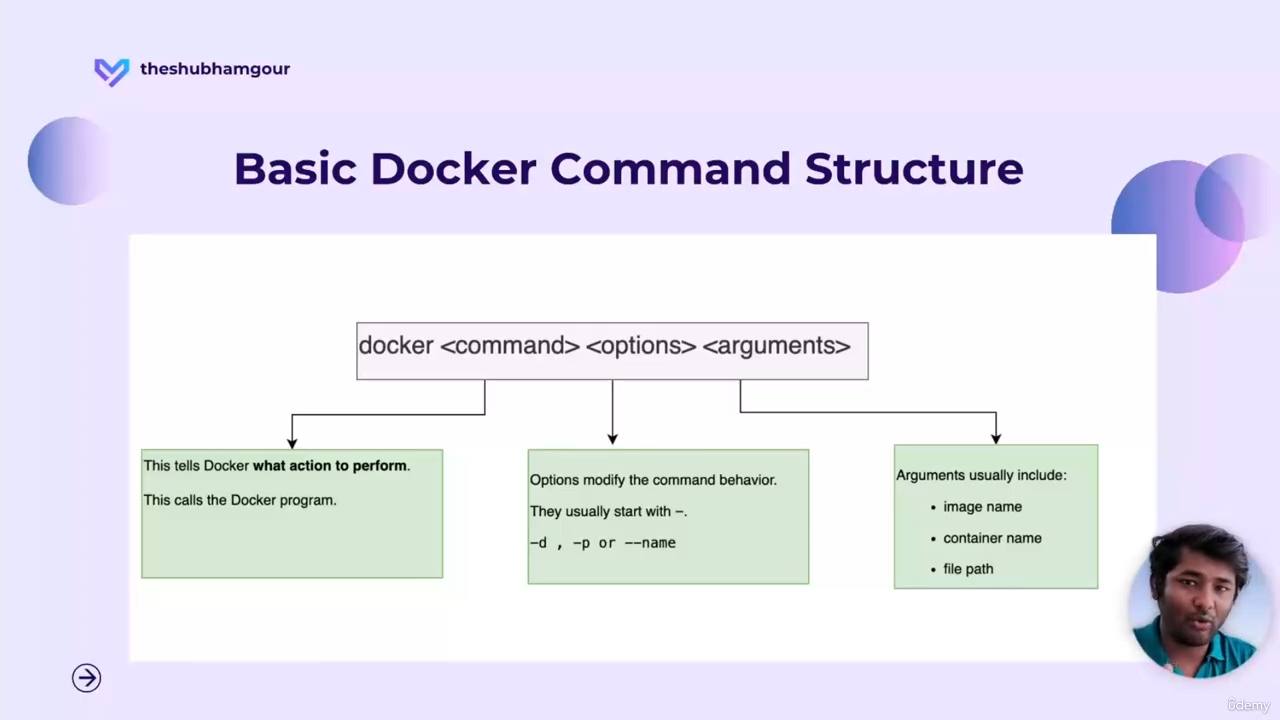 theshubhamgour
Basic Docker Command Structure
docker <command> <options> <arguments>
This tells Docker what action to perform.
This calls the Docker program.
Options modify the command behavior.
They usually start with –.
–d , –p or ––name
Arguments usually include:
• image name
• container name
• file path
ûdemy